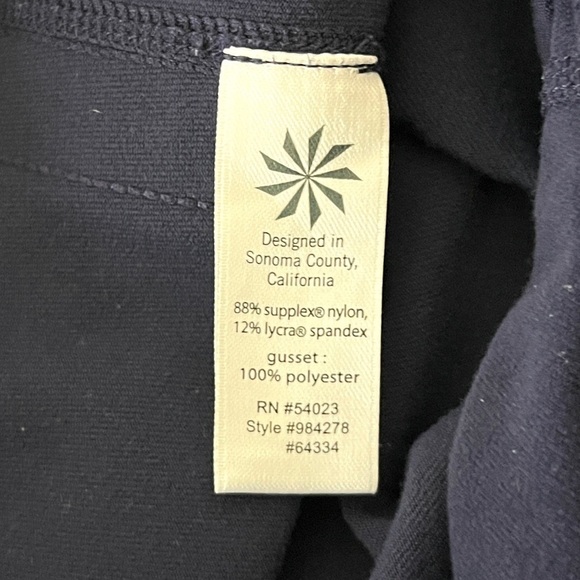 Designed in
Sonoma County,
California
88% supplex® nylon,
12% lycra® spandex
gusset :
100% polyester
RN #54023
Style #984278
#64334